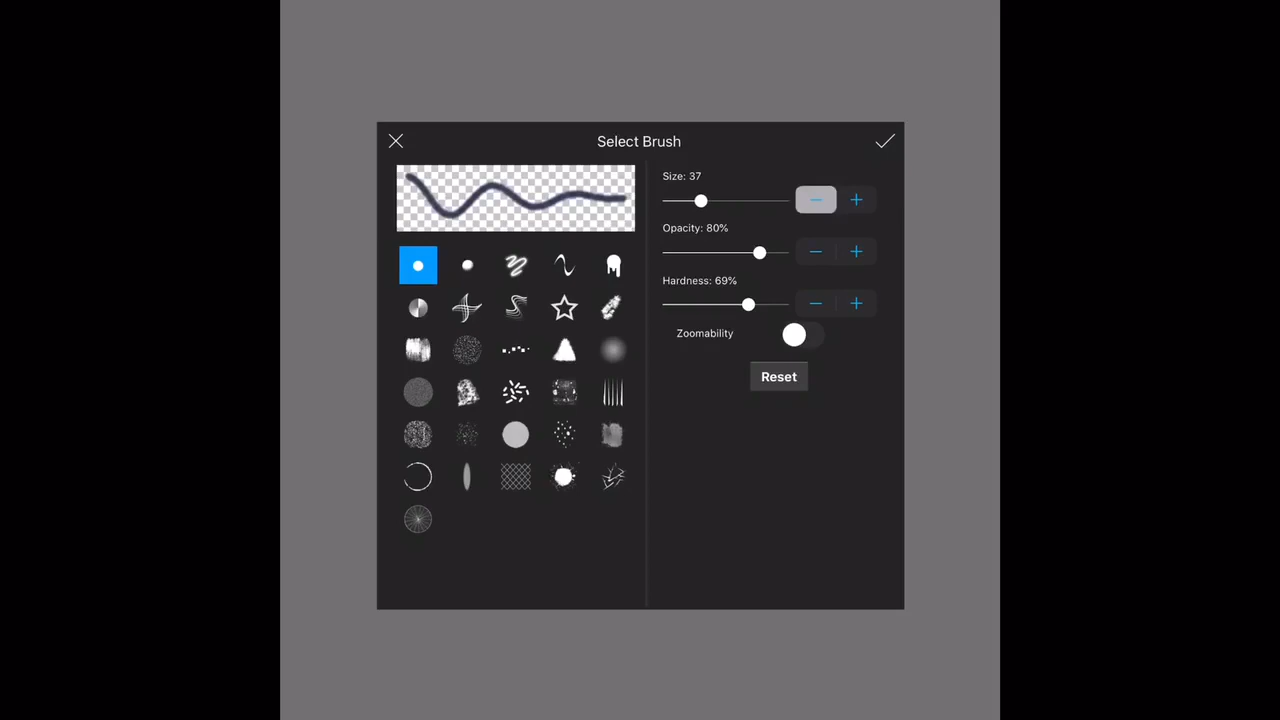 Select Brush
Size: 37
Opacity: 80%
Hardness: 69%
Zoomability
Reset